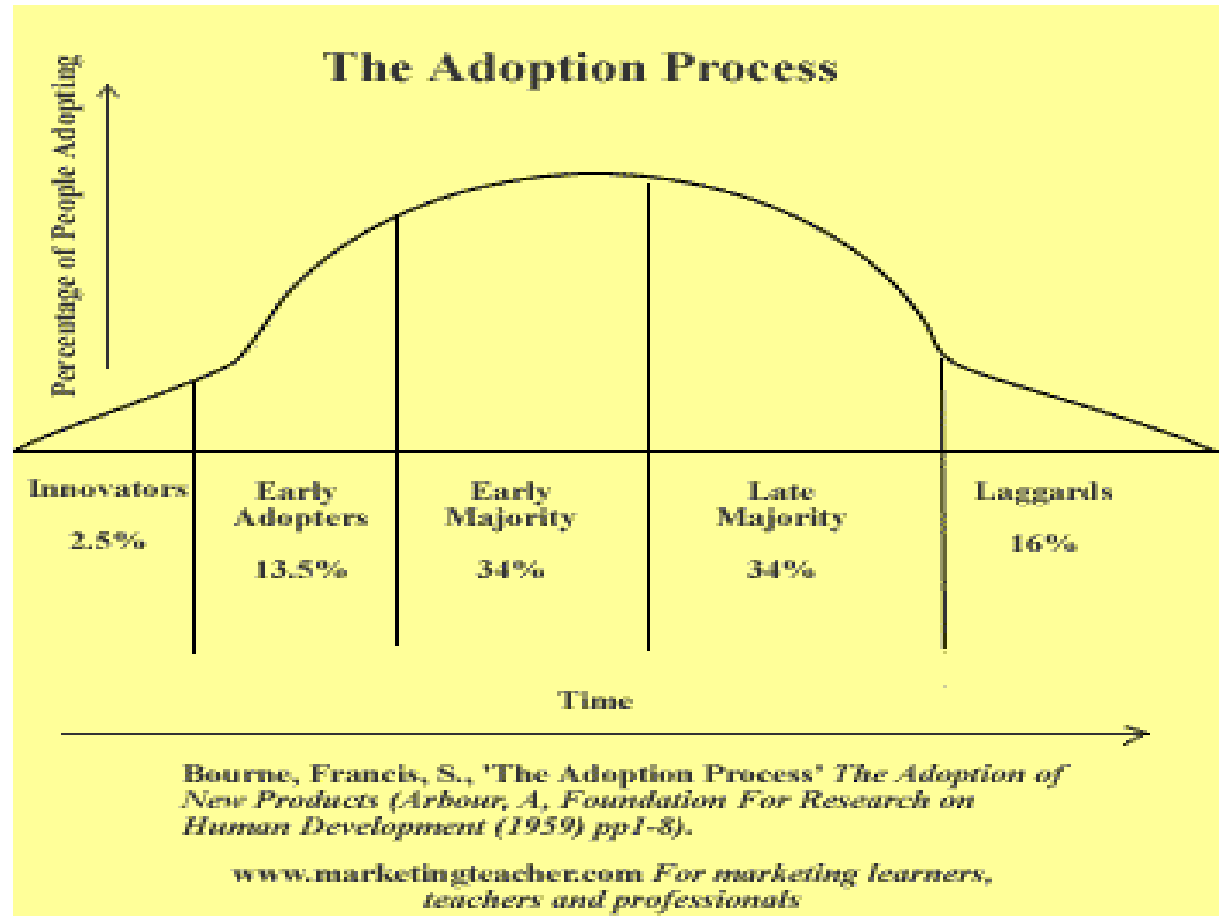 The Adoption Process
Percentage of People Adopting
Innovators
2.5%
Early
Adopters
13.5%
Early
Majority
34%
Late
Majority
34%
Laggards
16%
Time
Bourne, Francis, S., 'The Adoption Process' The Adoption of
New Products (Arbour, A, Foundation For Research on
Human Development (1959) pp1-8).
www.marketingteacher.com For marketing learners,
teachers and professionals